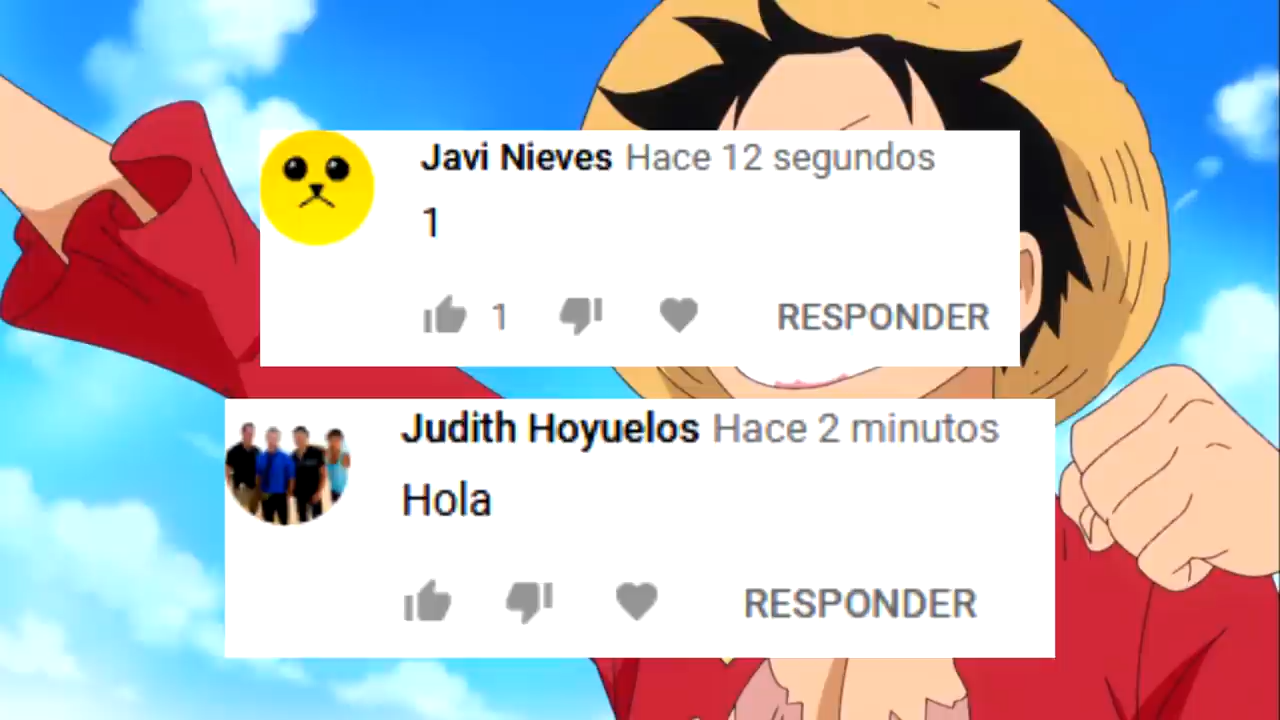 Javi Nieves Hace 12 segundos
1
1 RESPONDER
Judith Hoyuelos Hace 2 minutos
Hola
RESPONDER